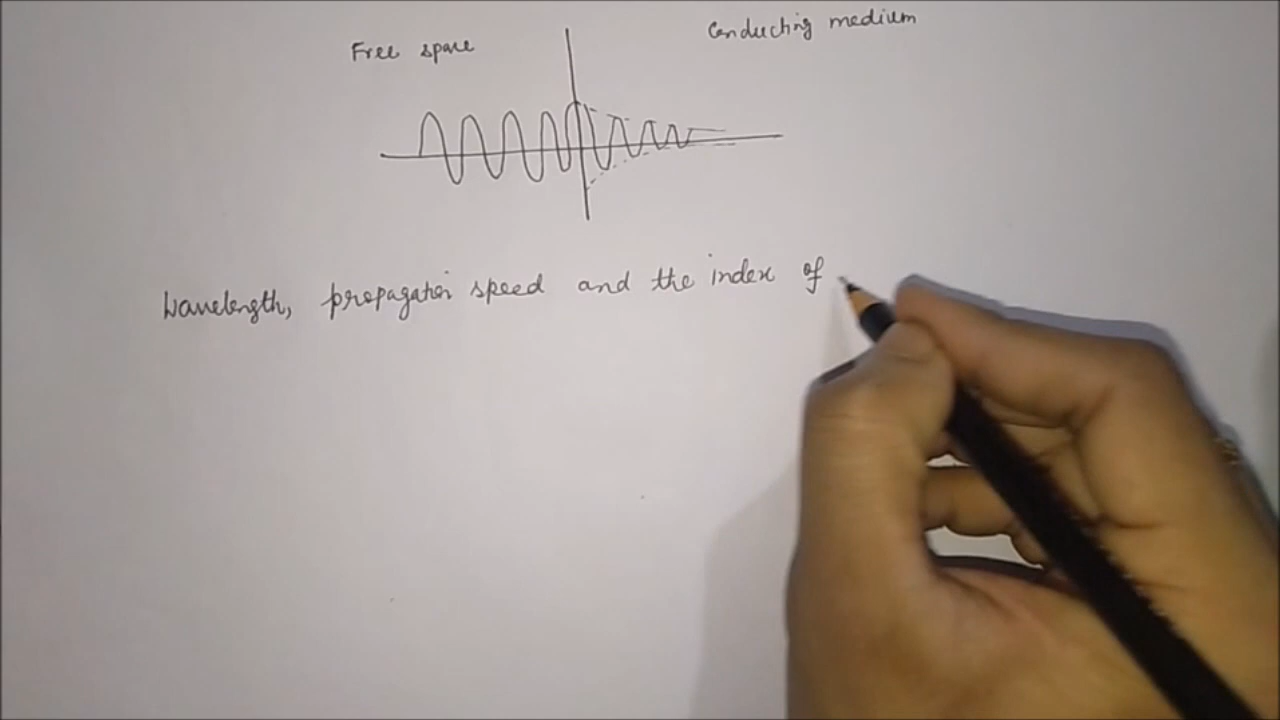 Free space
Conducting medium
Wavelength, propagation speed and the index of